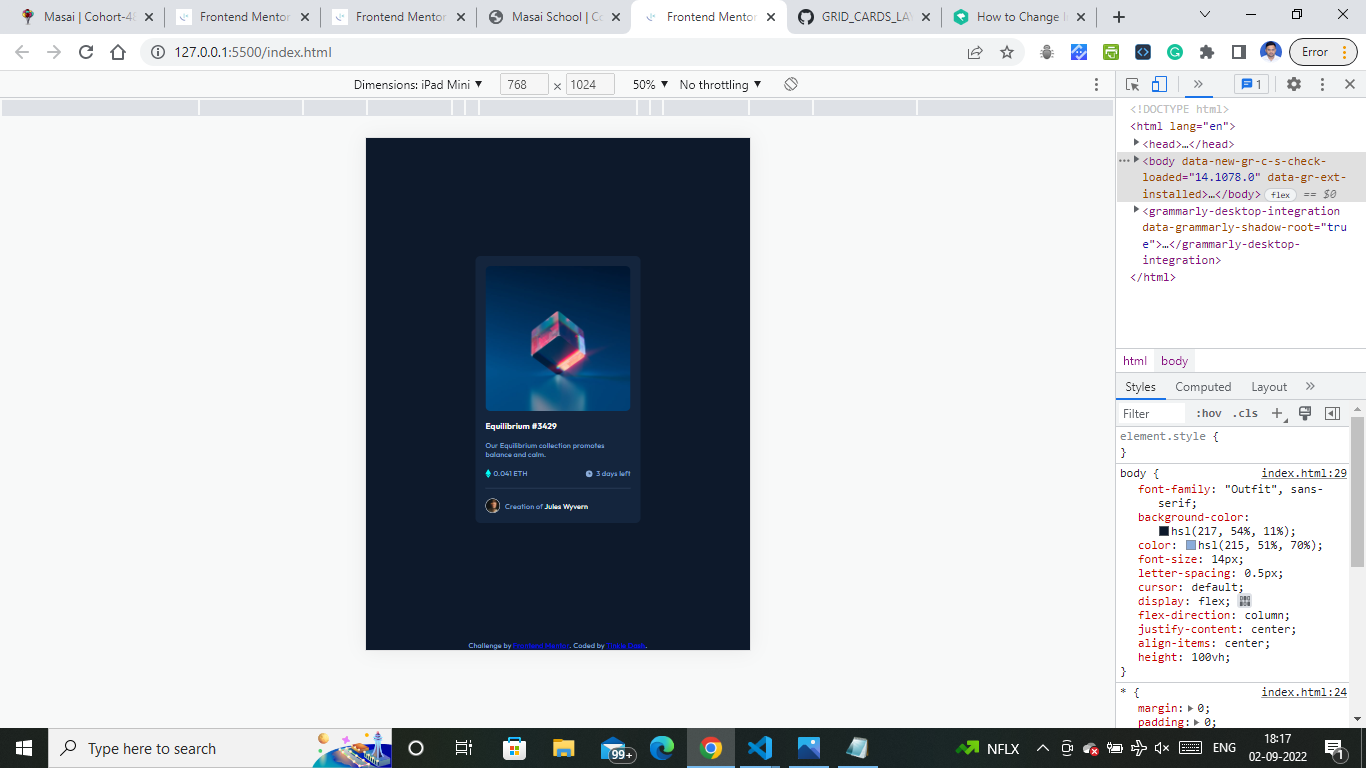 Masai | Cohort-48
Frontend Mentor
Frontend Mentor
Masai School | Co
Frontend Mentor
GRID_CARDS_LAY
How to Change I
127.0.0.1:5500/index.html
Error
Dimensions: iPad Mini
768
x
1024
50%
No throttling
1
<!DOCTYPE html>
<html lang="en">
<head>…</head>
<body data-new-gr-c-s-check-
loaded="14.1078.0" data-gr-ext-
installed>…</body> flex == $0
<grammarly-desktop-integration
data-grammarly-shadow-root="tru
e">…</grammarly-desktop-
integration>
</html>
Equilibrium #3429
Our Equilibrium collection promotes
balance and calm.
0.041 ETH
3 days left
Creation of Jules Wyvern
Challenge by
. Coded by
.
html
body
Styles
Computed
Layout
Filter
:hov
.cls
element.style {
}
body {
index.html:29
font-family: "Outfit", sans-
serif;
background-color:
hsl(217, 54%, 11%);
color: hsl(215, 51%, 70%);
font-size: 14px;
letter-spacing: 0.5px;
cursor: default;
display: flex;
flex-direction: column;
justify-content: center;
align-items: center;
height: 100vh;
}
* {
index.html:24
margin: 0;
padding: 0;
Type here to search
99+
NFLX
ENG
18:17
02-09-2022
1